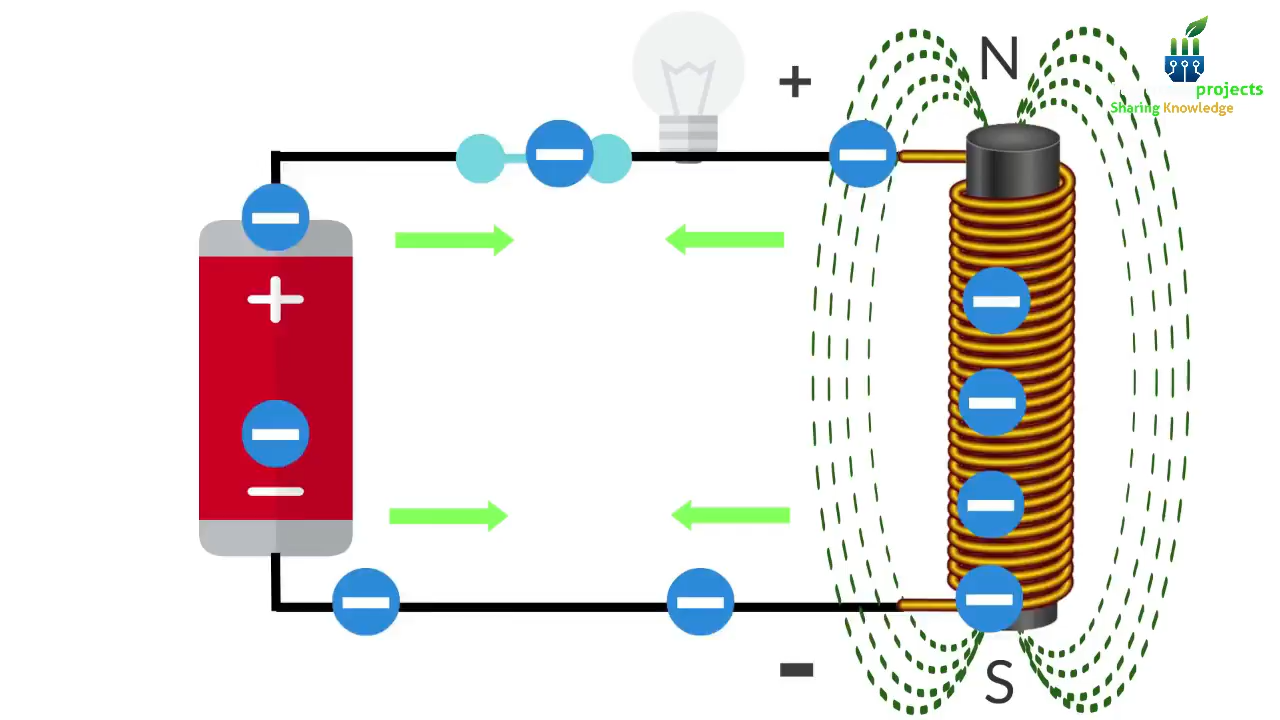 N
projects
Sharing Knowledge
+
+
−
−
S